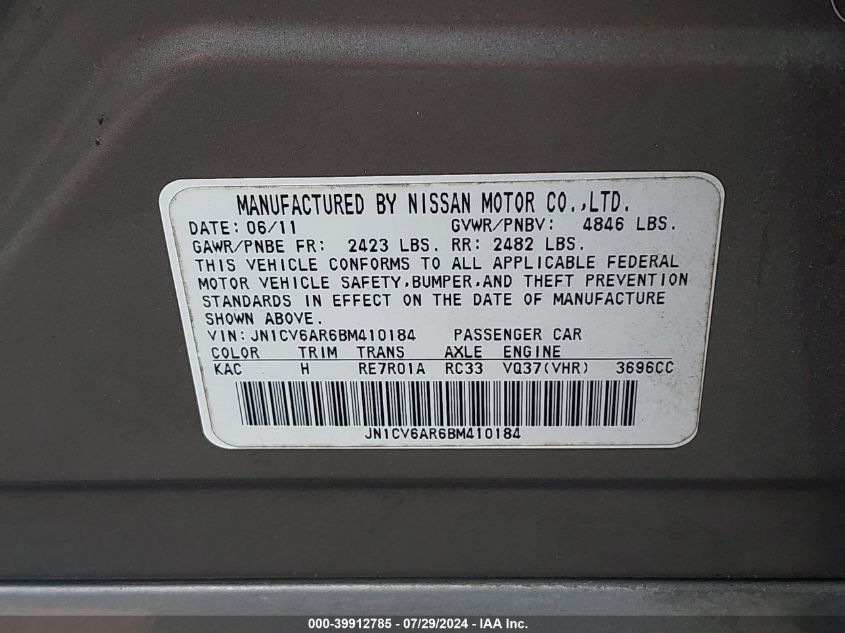 MANUFACTURED BY NISSAN MOTOR CO.,LTD.
DATE: 06/11 GVWR/PNBV: 4846 LBS.
GAWR/PNBE FR: 2423 LBS. RR: 2482 LBS.
THIS VEHICLE CONFORMS TO ALL APPLICABLE FEDERAL
MOTOR VEHICLE SAFETY,BUMPER,AND THEFT PREVENTION
STANDARDS IN EFFECT ON THE DATE OF MANUFACTURE
SHOWN ABOVE.
VIN: JN1CV6AR6BM410184 PASSENGER CAR
COLOR TRIM TRANS AXLE ENGINE
KAC H RE7R01A RC33 VQ37(VHR) 3696CC
JN1CV6AR6BM410184
000-39912785 - 07/29/2024 - IAA Inc.